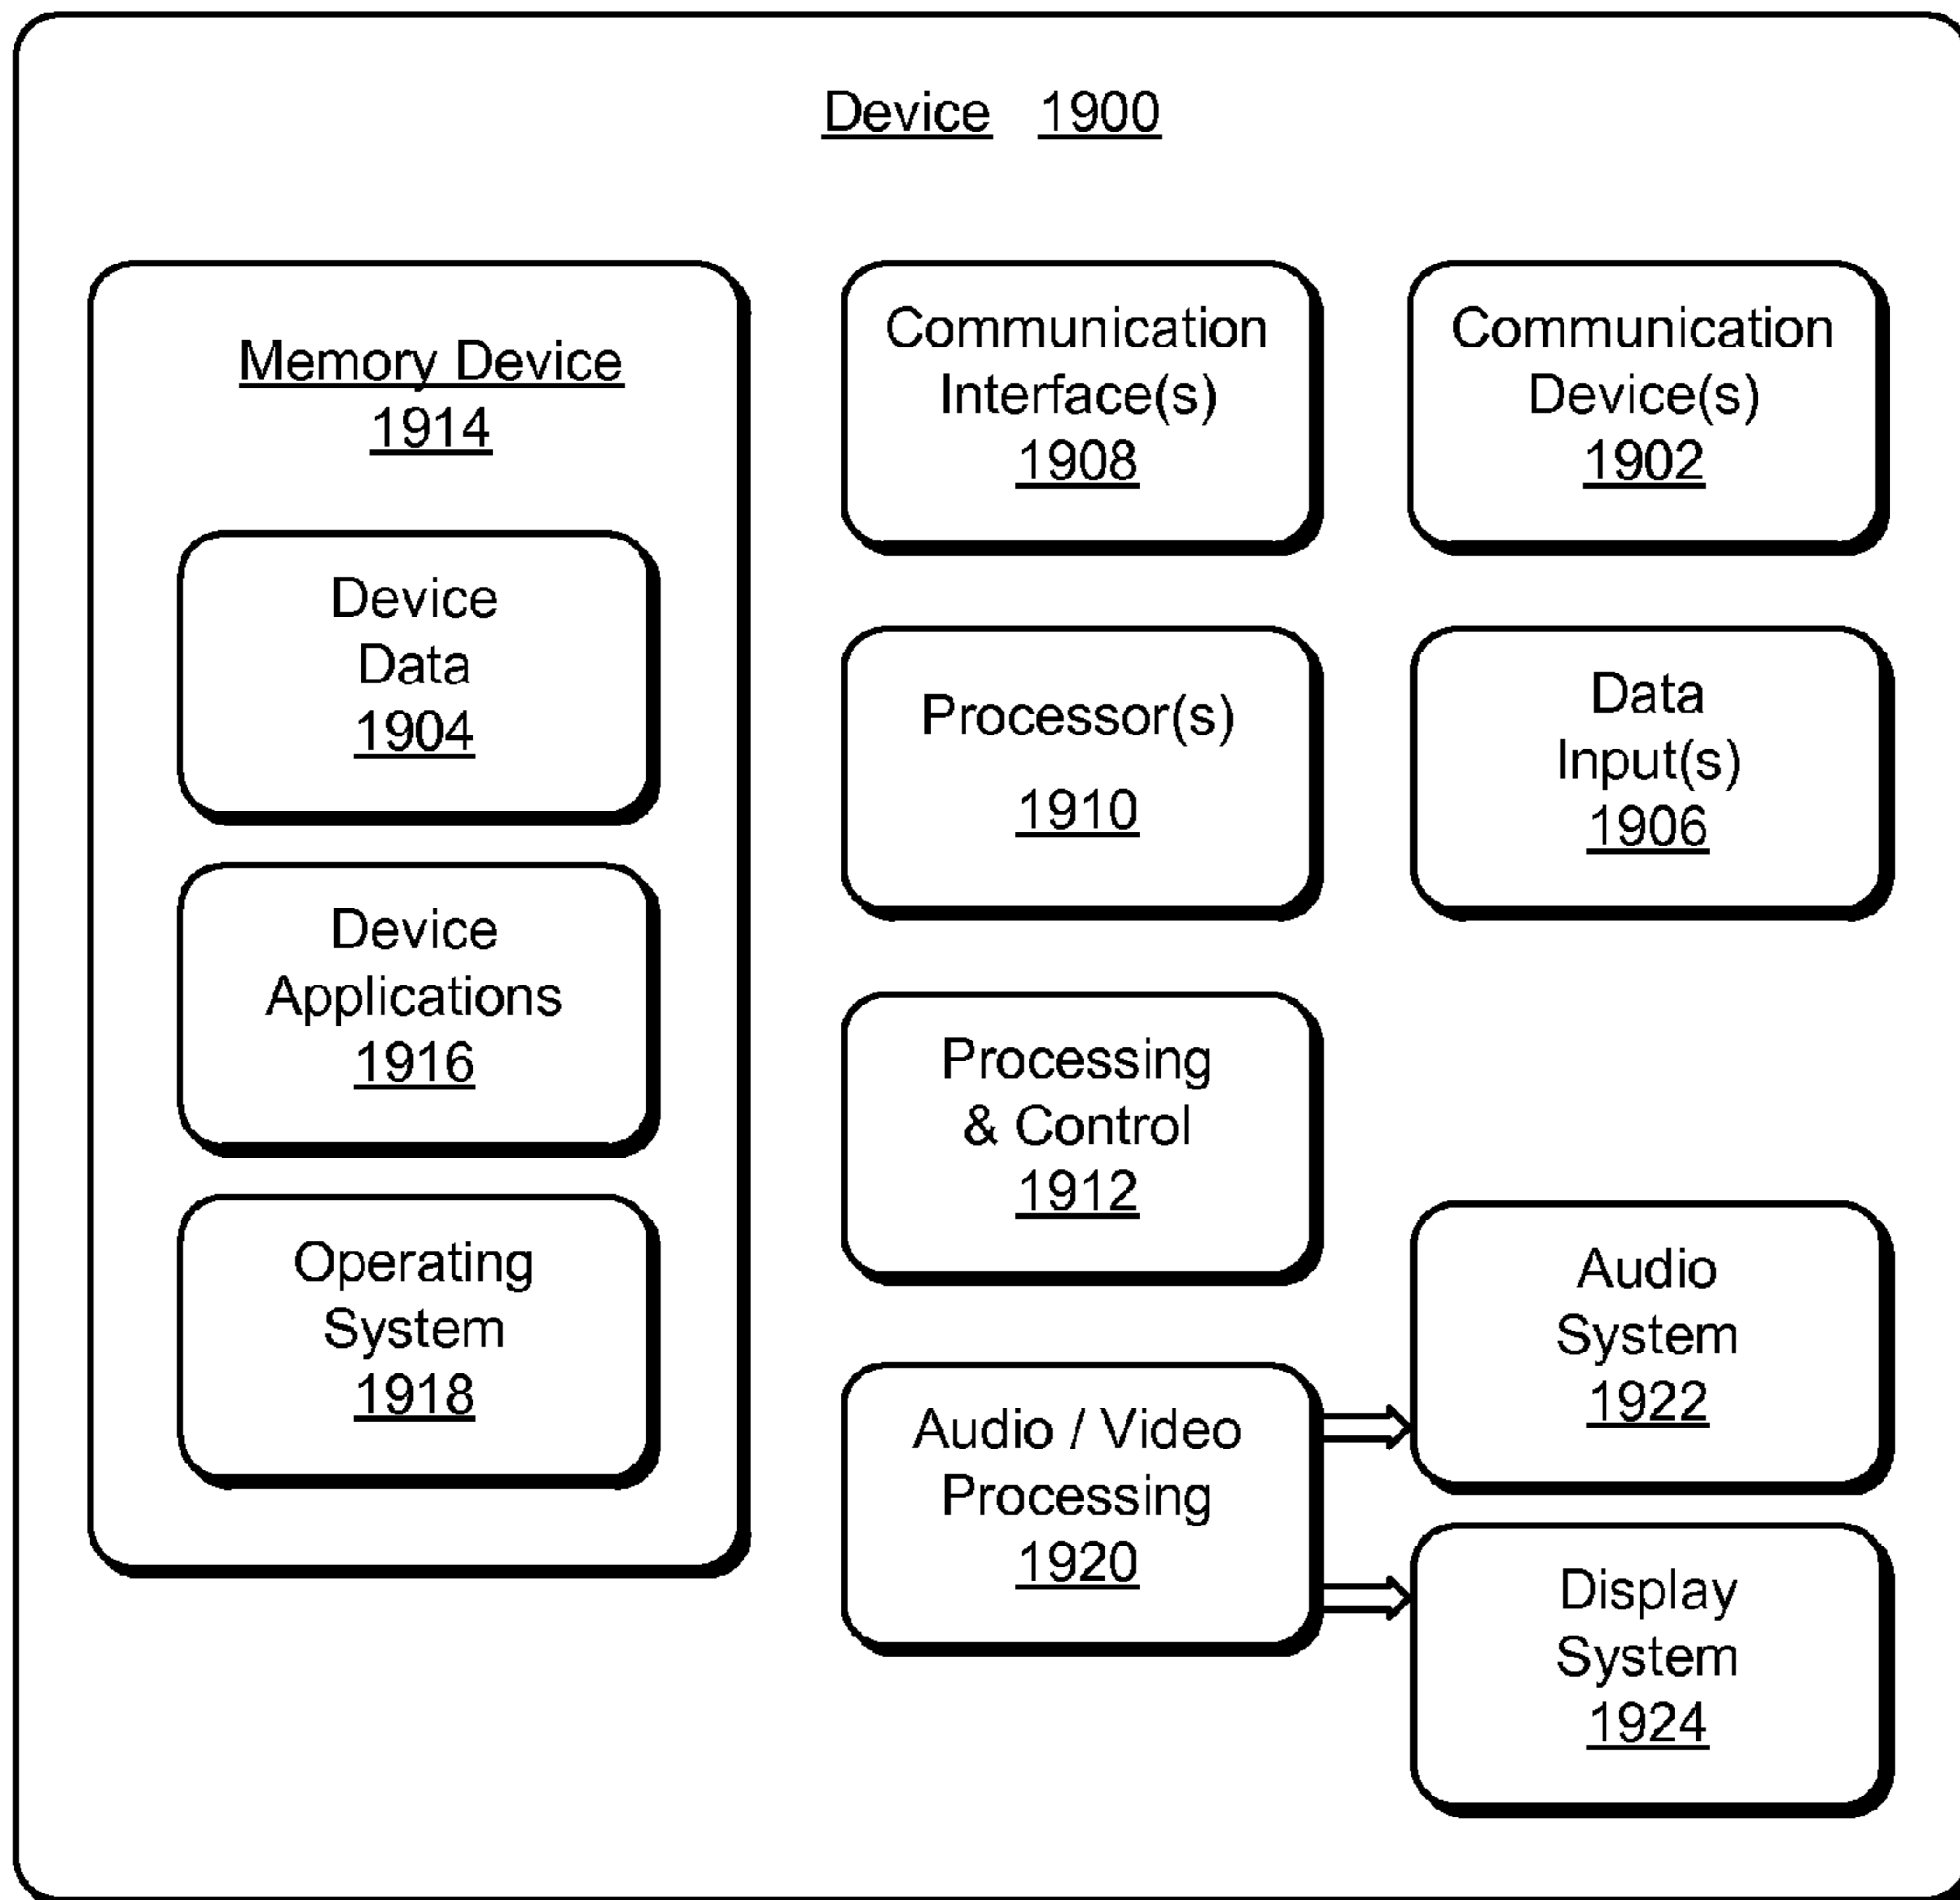 Device 1900
Memory Device
1914
Device
Data
1904
Device
Applications
1916
Operating
System
1918
Communication
Interface(s)
1908
Processor(s)
1910
Processing
& Control
1912
Audio / Video
Processing
1920
Communication
Device(s)
1902
Data
Input(s)
1906
Audio
System
1922
Display
System
1924